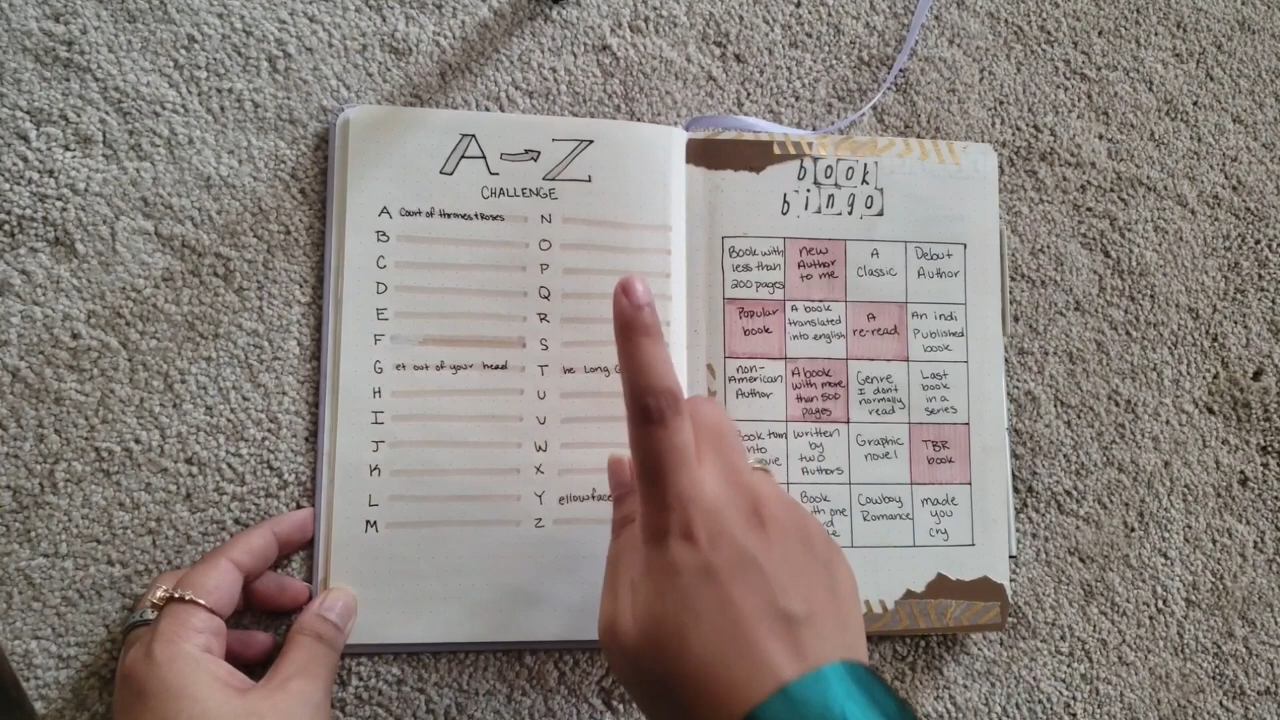 A → Z
CHALLENGE
A Court of thrones & Roses
B
C
D
E
F
G et out of your head
H
I
J
K
L
M
N
O
P
Q
R
S
T he Long
U
V
W
X
Y ellowface
Z
book
bingo
Book with
less than
200 pages
new
Author
to me
A
Classic
Debut
Author
Popular
book
A book
translated
into english
A
re-read
An indi
Published
book
non-
American
Author
A book
with more
than 500
pages
Genre
I don't
normally
read
Last
book
in a
series
turn
written
by
two
Authors
Graphic
novel
TBR
book
Book
one
Cowboy
Romance
made
you
cry